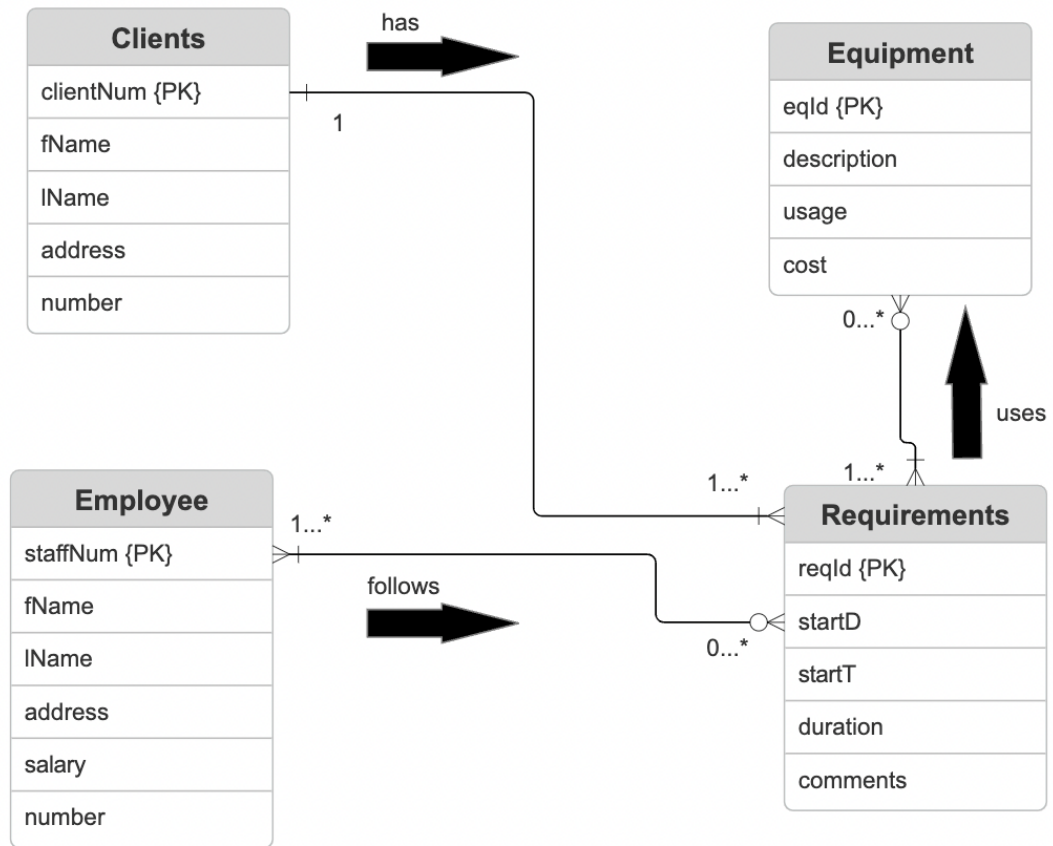 has
Clients
clientNum {PK}
fName
lName
address
number
1
Equipment
eqId {PK}
description
usage
cost
0...*
uses
1...*
1...*
Employee
staffNum {PK}
fName
lName
address
salary
number
1...*
follows
0...*
Requirements
reqId {PK}
startD
startT
duration
comments